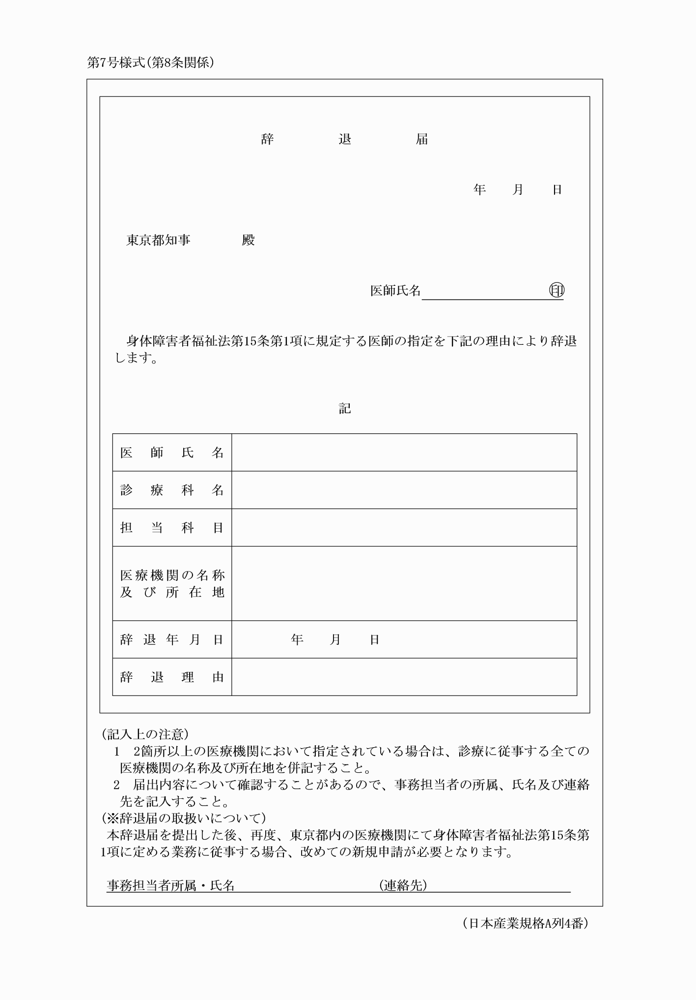 第7号様式(第8条関係)
辞　退　届
年　月　日
東京都知事　殿
医師氏名　㊞
身体障害者福祉法第15条第1項に規定する医師の指定を下記の理由により辞退
します。
記
医師氏名
診療科名
担当科目
医療機関の名称
及び所在地
辞退年月日　年　月　日
辞退理由
(記入上の注意)
1　2箇所以上の医療機関において指定されている場合は、診療に従事する全ての
医療機関の名称及び所在地を併記すること。
2　届出内容について確認することがあるので、事務担当者の所属、氏名及び連絡
先を記入すること。
(※辞退届の取扱いについて)
本辞退届を提出した後、再度、東京都内の医療機関にて身体障害者福祉法第15条第
1項に定める業務に従事する場合、改めての新規申請が必要となります。
事務担当者所属・氏名　(連絡先)
(日本産業規格A列4番)